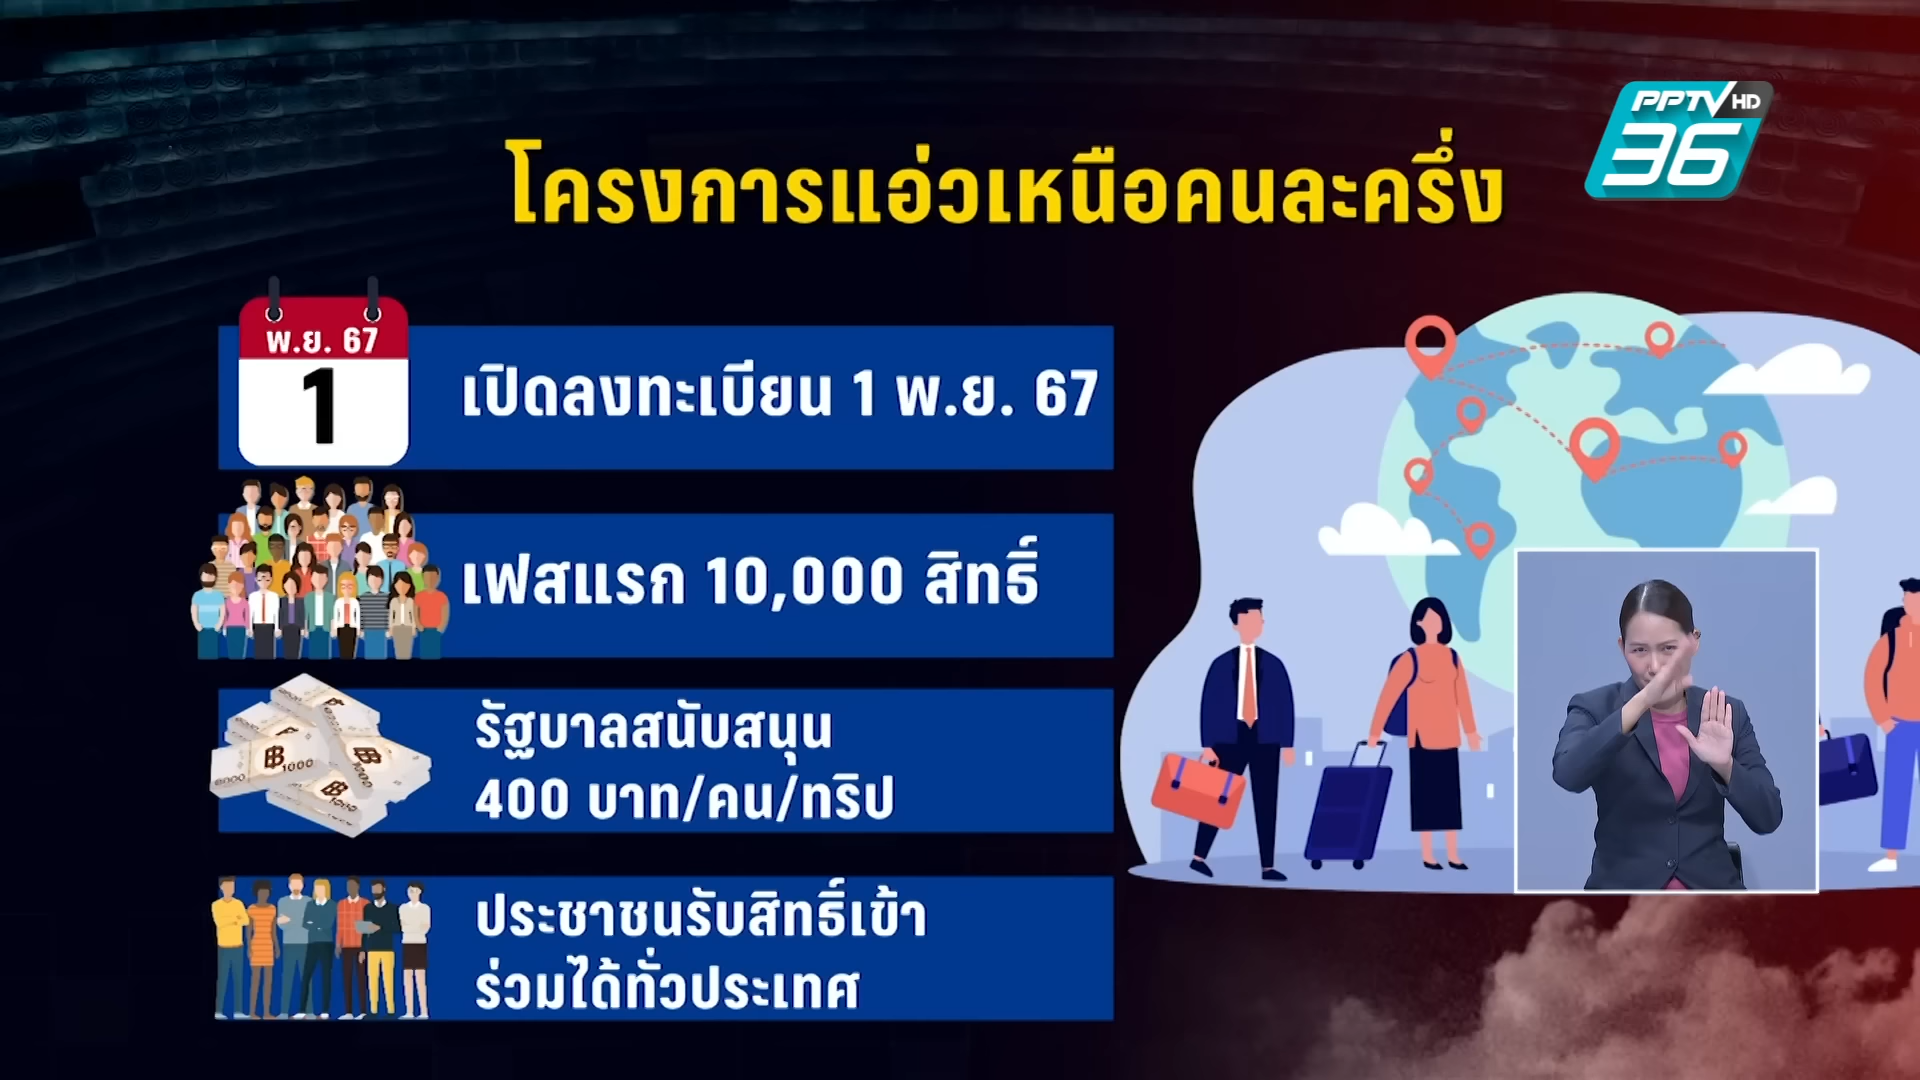 PPTV HD
36
โครงการแอ่วเหนือคนละครึ่ง
พ.ย. 67
1
เปิดลงทะเบียน 1 พ.ย. 67
เฟสแรก 10,000 สิทธิ์
รัฐบาลสนับสนุน
400 บาท/คน/ทริป
ประชาชนรับสิทธิ์เข้า
ร่วมได้ทั่วประเทศ
฿ 1000